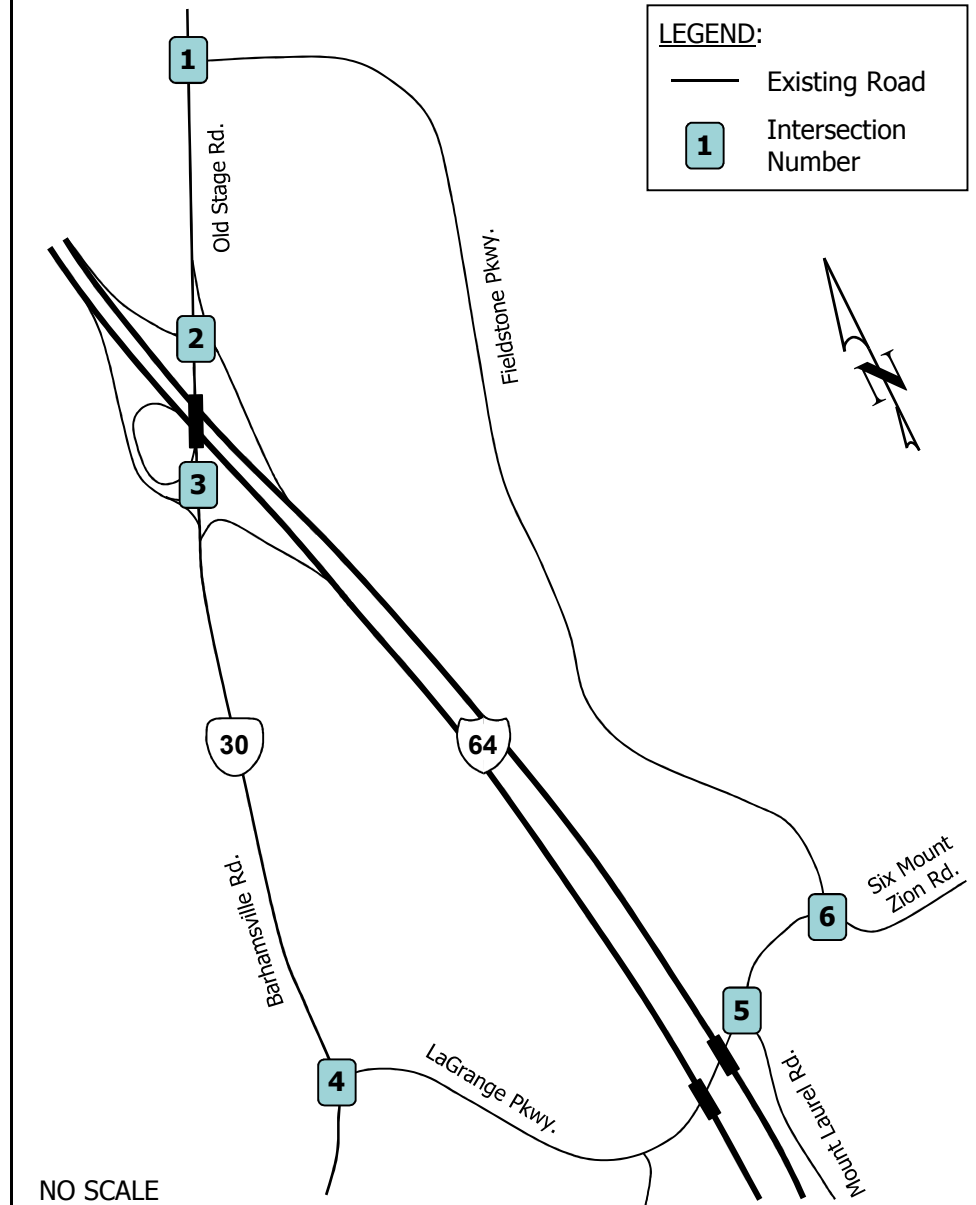 LEGEND:
Existing Road
1
Intersection
Number
1
Old Stage Rd.
Fieldstone Pkwy.
2
N
3
30
64
Barhamsville Rd.
Six Mount
Zion Rd.
6
5
4
LaGrange Pkwy.
Mount Laurel Rd.
NO SCALE